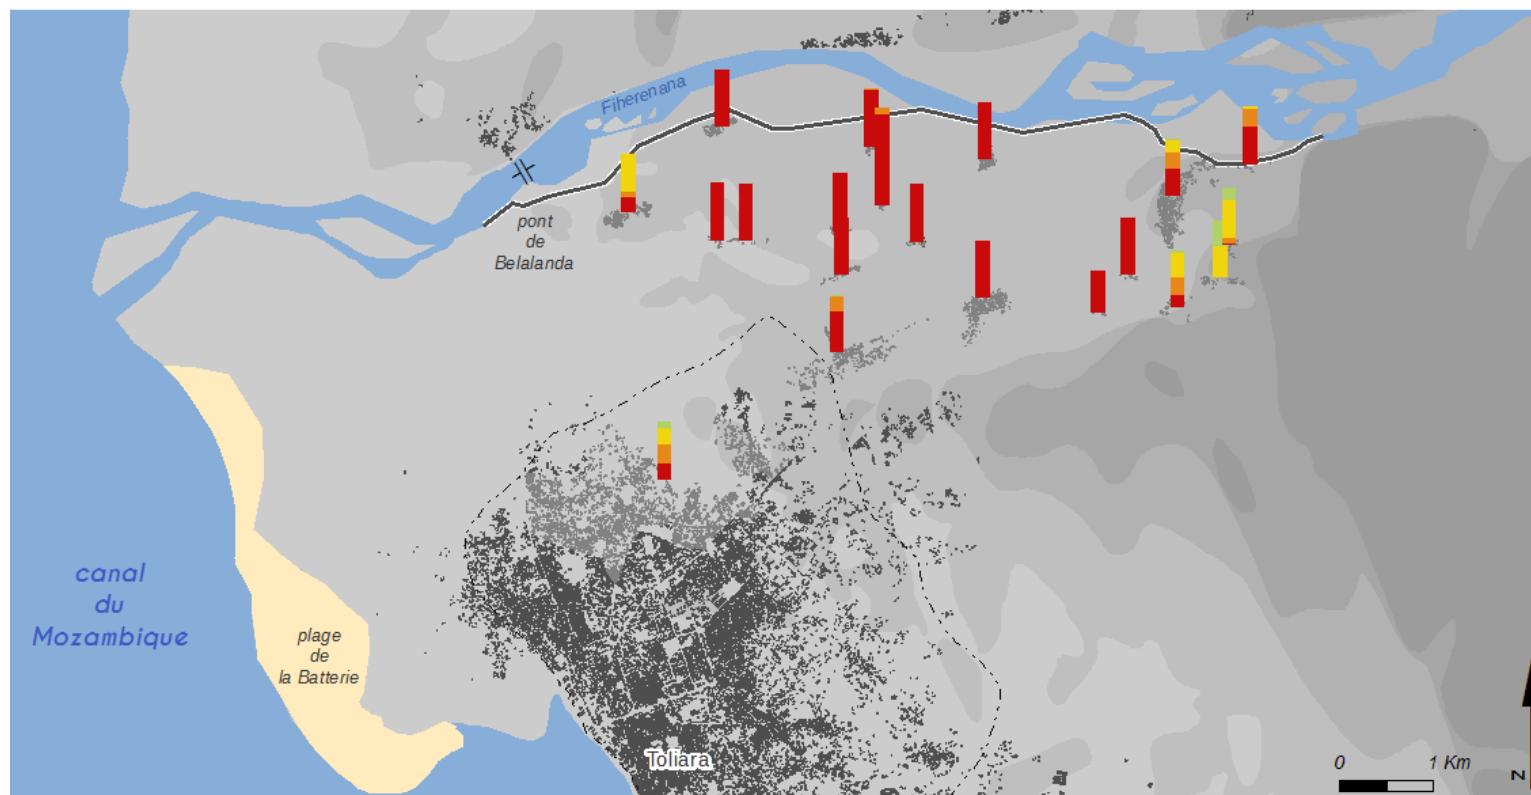 Fiherenana
pont
de
Belalanda
canal
du
Mozambique
plage
de
la Batterie
Toliara
0 1 Km
N